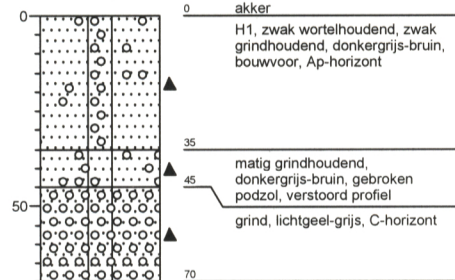 0
0
akker
H1, zwak wortelhoudend, zwak
grindhoudend, donkergrijs-bruin,
bouwvoor, Ap-horizont
35
matig grindhoudend,
donkergrijs-bruin, gebroken
podzol, verstoord profiel
45
50
grind, lichtgeel-grijs, C-horizont
70